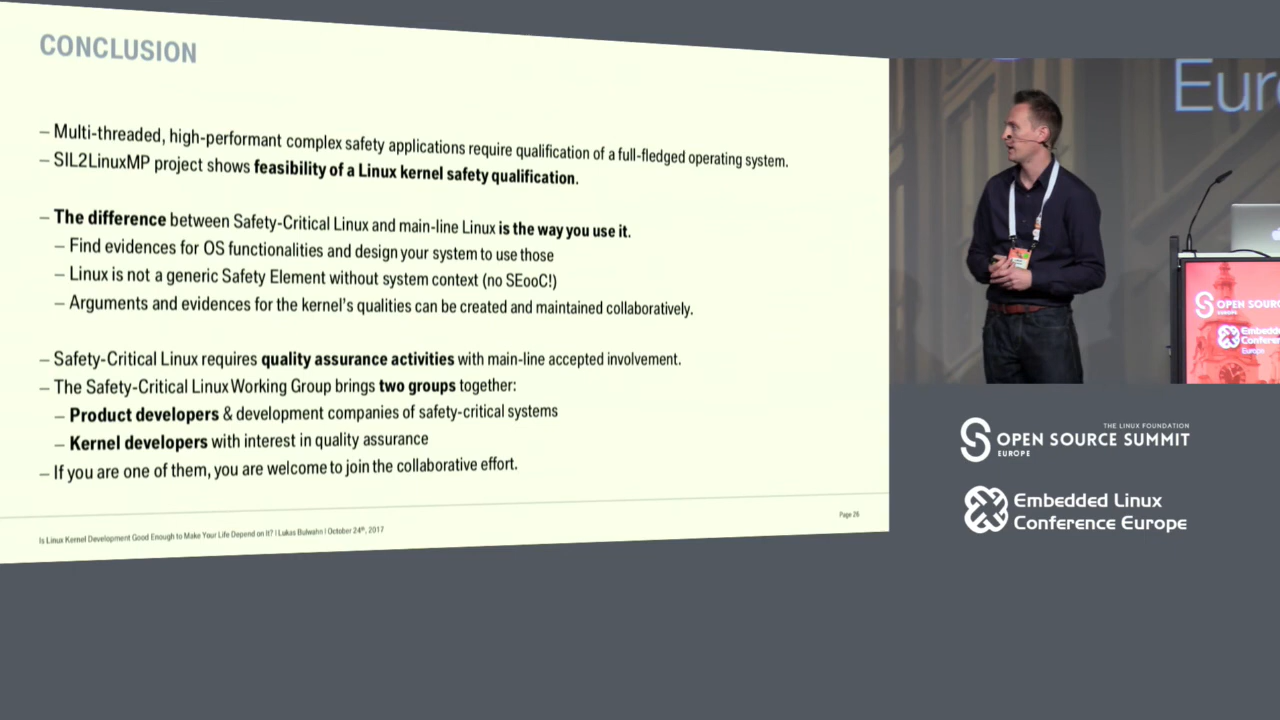 CONCLUSION
– Multi-threaded, high-performant complex safety applications require qualification of a full-fledged operating system.
– SIL2LinuxMP project shows feasibility of a Linux kernel safety qualification.
– The difference between Safety-Critical Linux and main-line Linux is the way you use it.
– Find evidences for OS functionalities and design your system to use those
– Linux is not a generic Safety Element without system context (no SEooC!)
– Arguments and evidences for the kernel's qualities can be created and maintained collaboratively.
– Safety-Critical Linux requires quality assurance activities with main-line accepted involvement.
– The Safety-Critical Linux Working Group brings two groups together:
– Product developers & development companies of safety-critical systems
– Kernel developers with interest in quality assurance
– If you are one of them, you are welcome to join the collaborative effort.
Is Linux Kernel Development Good Enough to Make Your Life Depend on It? | Lukas Bulwahn | October 24th, 2017
Page 26
Euro
OPEN SOURC
EUROPE
Embedde
Conferen
Europe
THE LINUX FOUNDATION
OPEN SOURCE SUMMIT
EUROPE
Embedded Linux
Conference Europe